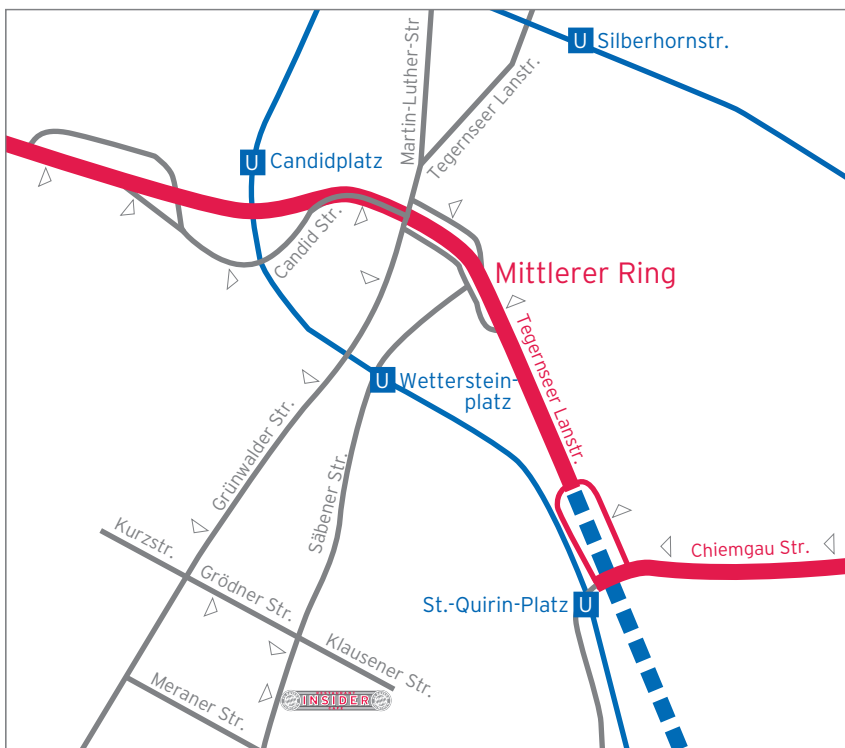 Martin-Luther-Str
U Silberhornstr.
Tegernseer Lanstr.
U Candidplatz
Candid Str.
Mittlerer Ring
Tegernseer Lanstr.
U Wetterstein-
platz
Grünwalder Str.
Säbener Str.
Kurzstr.
Grödner Str.
Chiemgau Str.
St.-Quirin-Platz U
Klausener Str.
Meraner Str.
RESTAURANT
INSIDER